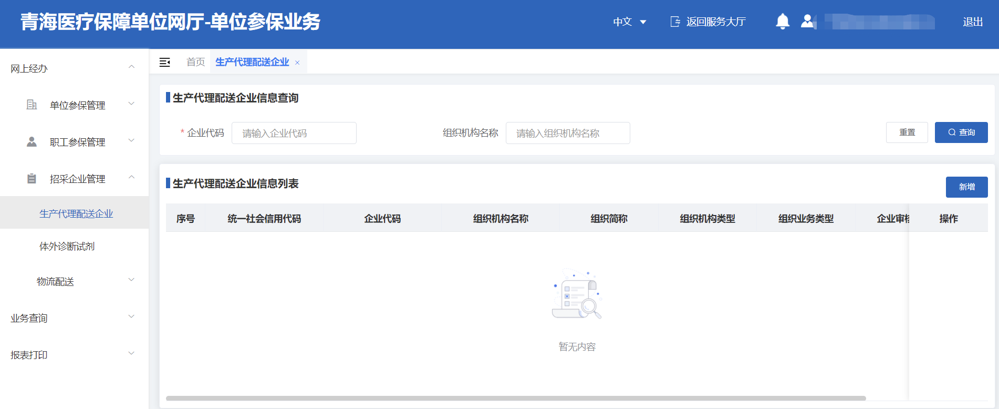 青海医疗保障单位网厅-单位参保业务
中文
返回服务大厅
退出
网上经办
单位参保管理
职工参保管理
招采企业管理
生产代理配送企业
体外诊断试剂
物流配送
业务查询
报表打印
首页
生产代理配送企业 ×
生产代理配送企业信息查询
* 企业代码 请输入企业代码 组织机构名称 请输入组织机构名称 重置 查询
生产代理配送企业信息列表
新增
序号 统一社会信用代码 企业代码 组织机构名称 组织简称 组织机构类型 组织业务类型 企业审 操作
暂无内容